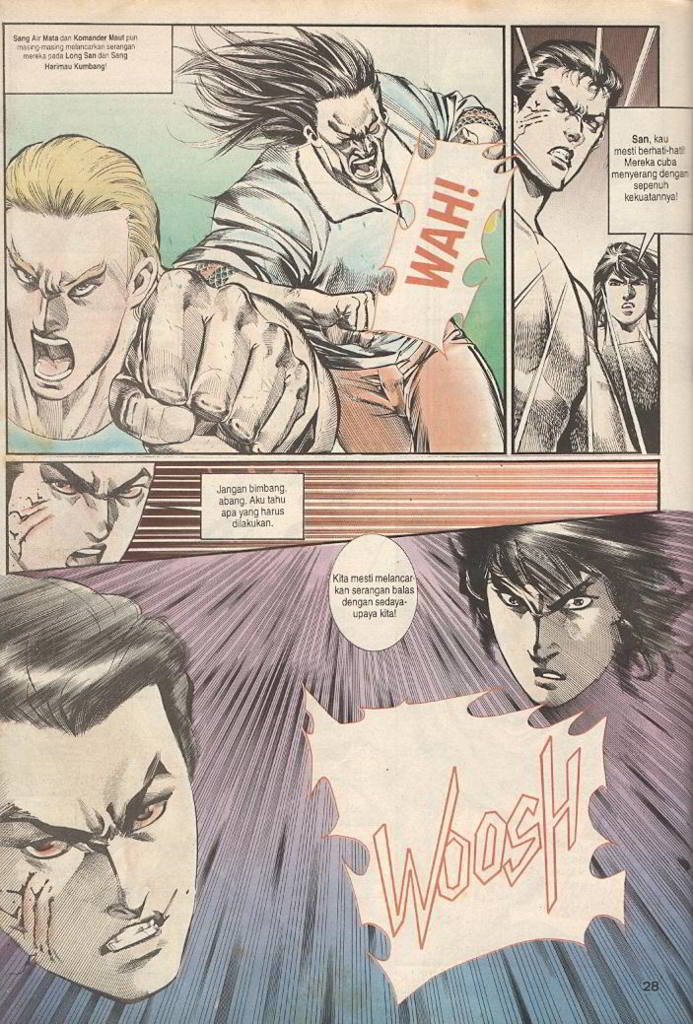 Sang Air Mata dan Komander Maut pun
masing-masing melancarkan serangan
mereka pada Long San dan Sang
Harimau Kumbang!
WAH!
San, kau
mesti berhati-hati!
Mereka cuba
menyerang dengan
sepenuh
kekuatannya!
Jangan bimbang,
abang. Aku tahu
apa yang harus
dilakukan.
Kita mesti melancar-
kan serangan balas
dengan sedaya-
upaya kita!
WOOSH
28